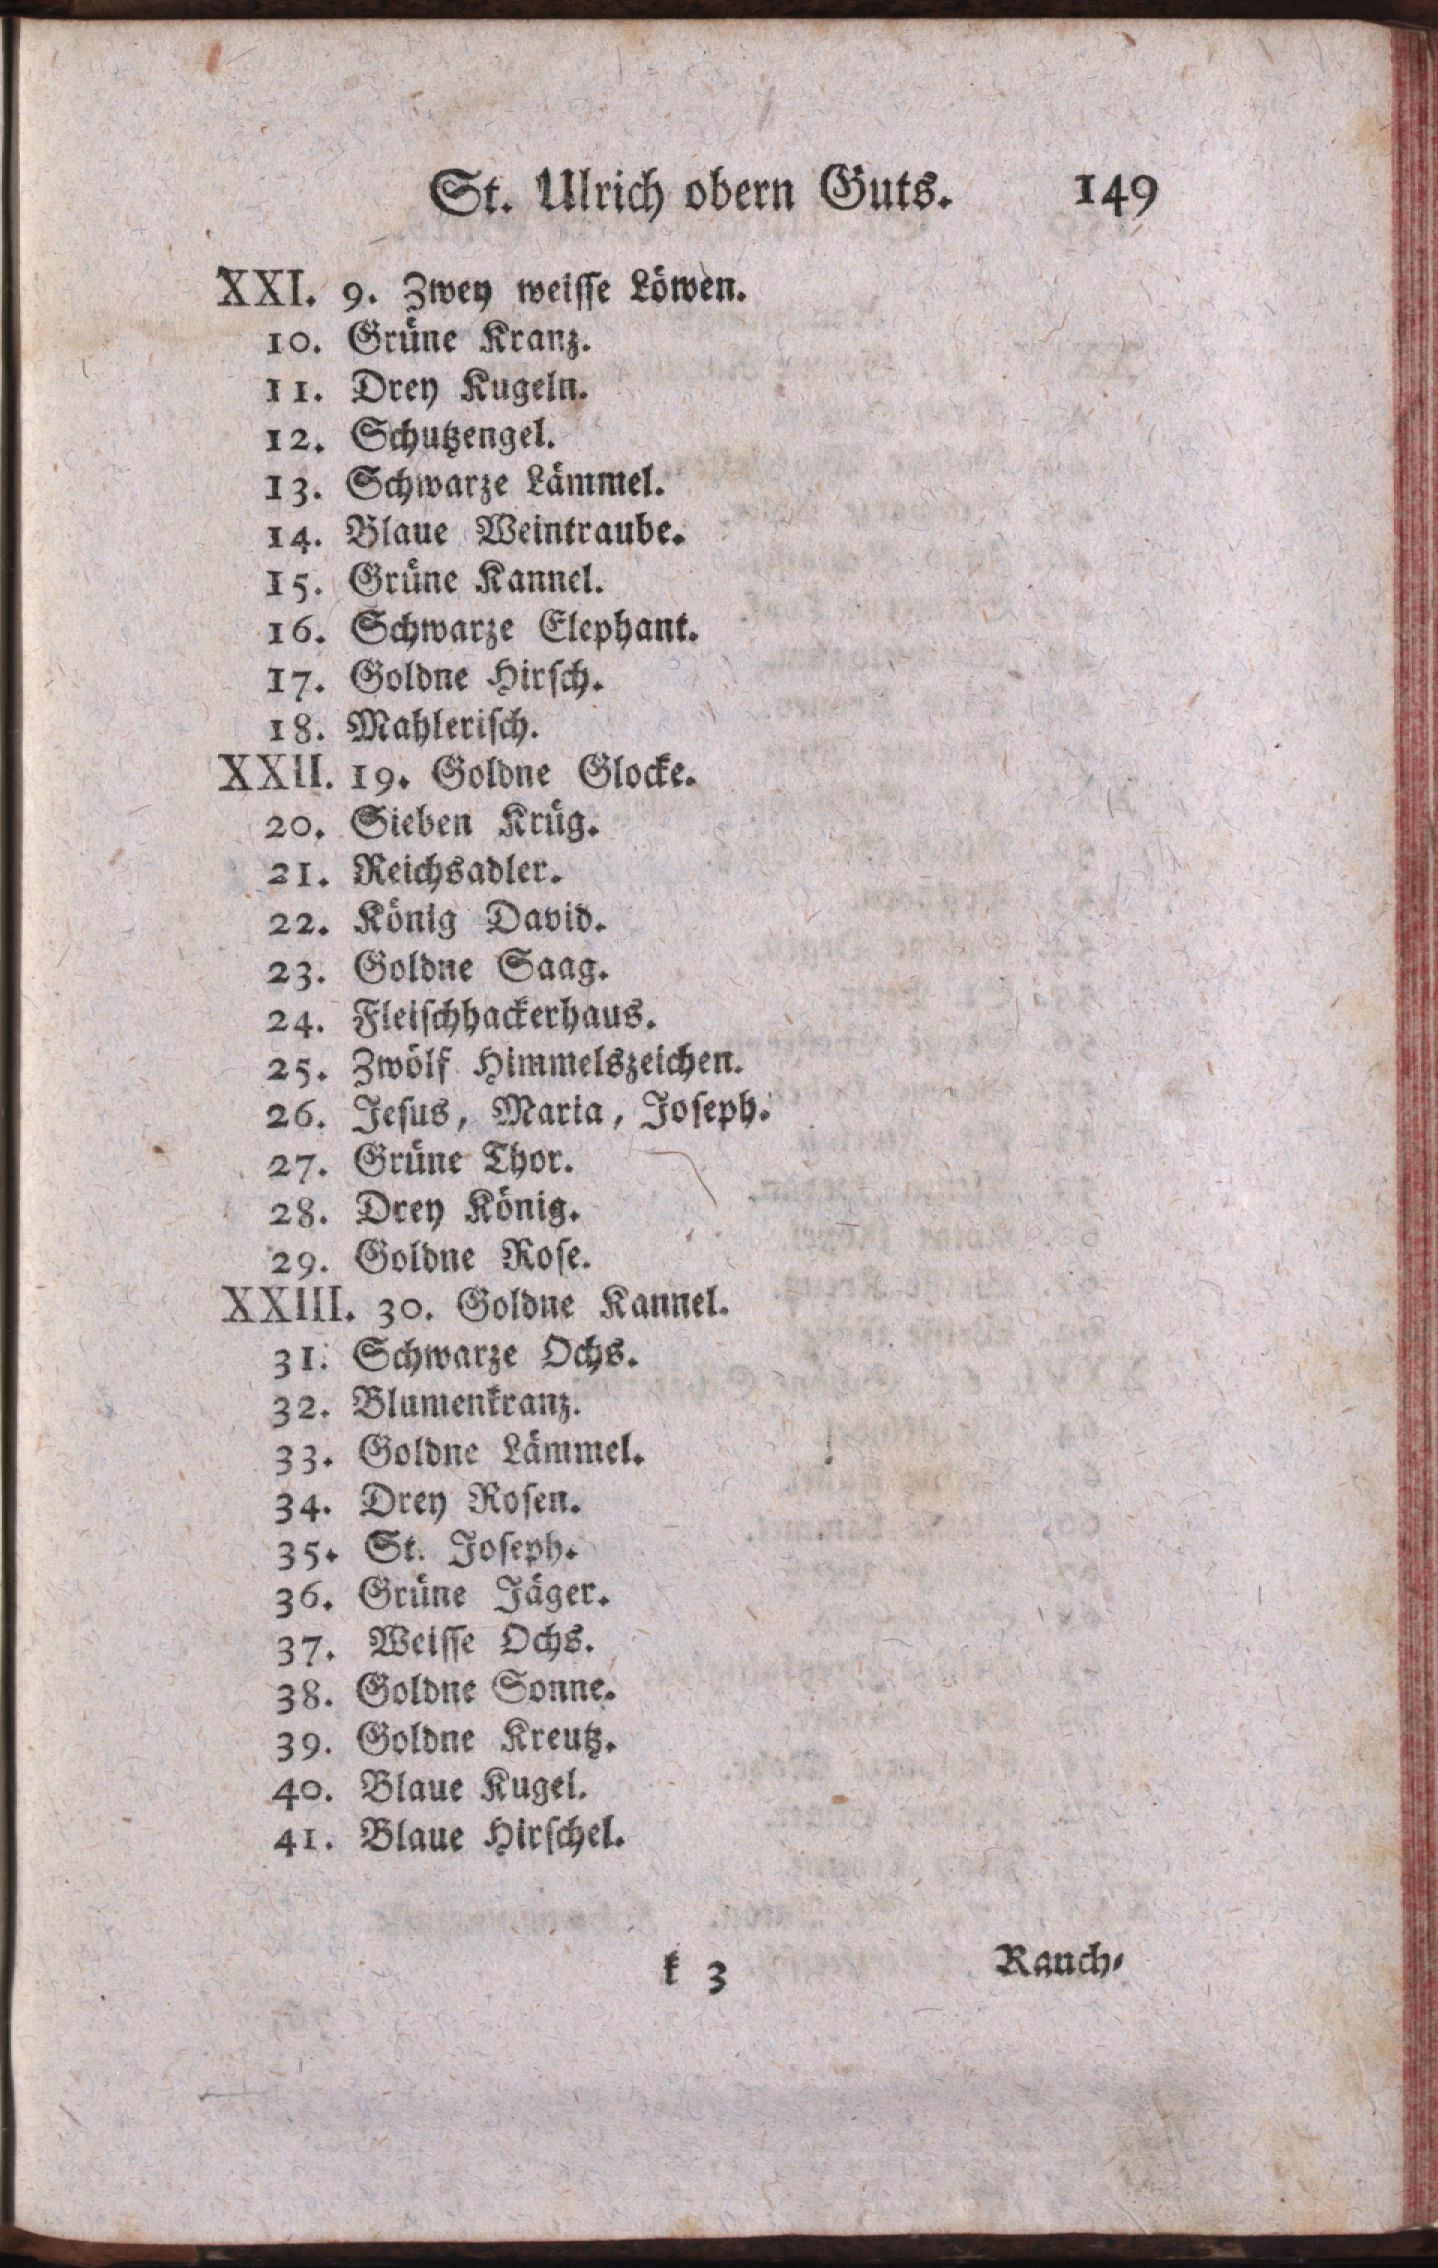 St. Ulrich obern Guts. 149
XXI. 9. Zwey weisse Löwen.
10. Grüne Kranz.
11. Drey Kugeln.
12. Schutzengel.
13. Schwarze Lämmel.
14. Blaue Weintraube.
15. Grüne Kannel.
16. Schwarze Elephant.
17. Goldne Hirsch.
18. Mahlerisch.
XXII. 19. Goldne Glocke.
20. Sieben Krüg.
21. Reichsadler.
22. König David.
23. Goldne Saag.
24. Fleischhackerhaus.
25. Zwölf Himmelszeichen.
26. Jesus, Maria, Joseph.
27. Grüne Thor.
28. Drey König.
29. Goldne Rose.
XXIII. 30. Goldne Kannel.
31. Schwarze Ochs.
32. Blumenkranz.
33. Goldne Lämmel.
34. Drey Rosen.
35. St. Joseph.
36. Grüne Jäger.
37. Weisse Ochs.
38. Goldne Sonne.
39. Goldne Kreutz.
40. Blaue Kugel.
41. Blaue Hirschel.
k 3 Rauch-